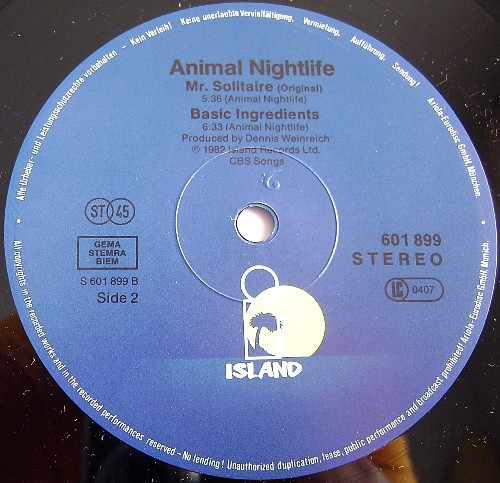 Alle Urheber- und Leistungsschutzrechte vorbehalten – Kein Verleih! Keine unerlaubte Vervielfältigung, Vermietung, Aufführung, Sendung! Ariola-Eurodisc GmbH, München.
Animal Nightlife
Mr. Solitaire (Original)
5:36 (Animal Nightlife)
Basic Ingredients
6:33 (Animal Nightlife)
Produced by Dennis Weinreich
℗ 1982 Island Records Ltd.
CBS Songs
ST 45
GEMA
STEMRA
BIEM
S 601 899 B
Side 2
601 899
STEREO
LC 0407
ISLAND
All copyrights in the recorded works and in the recorded performances reserved – No lending! Unauthorized duplication, lease, public performance and broadcast prohibited! Ariola-Eurodisc GmbH, Munich.